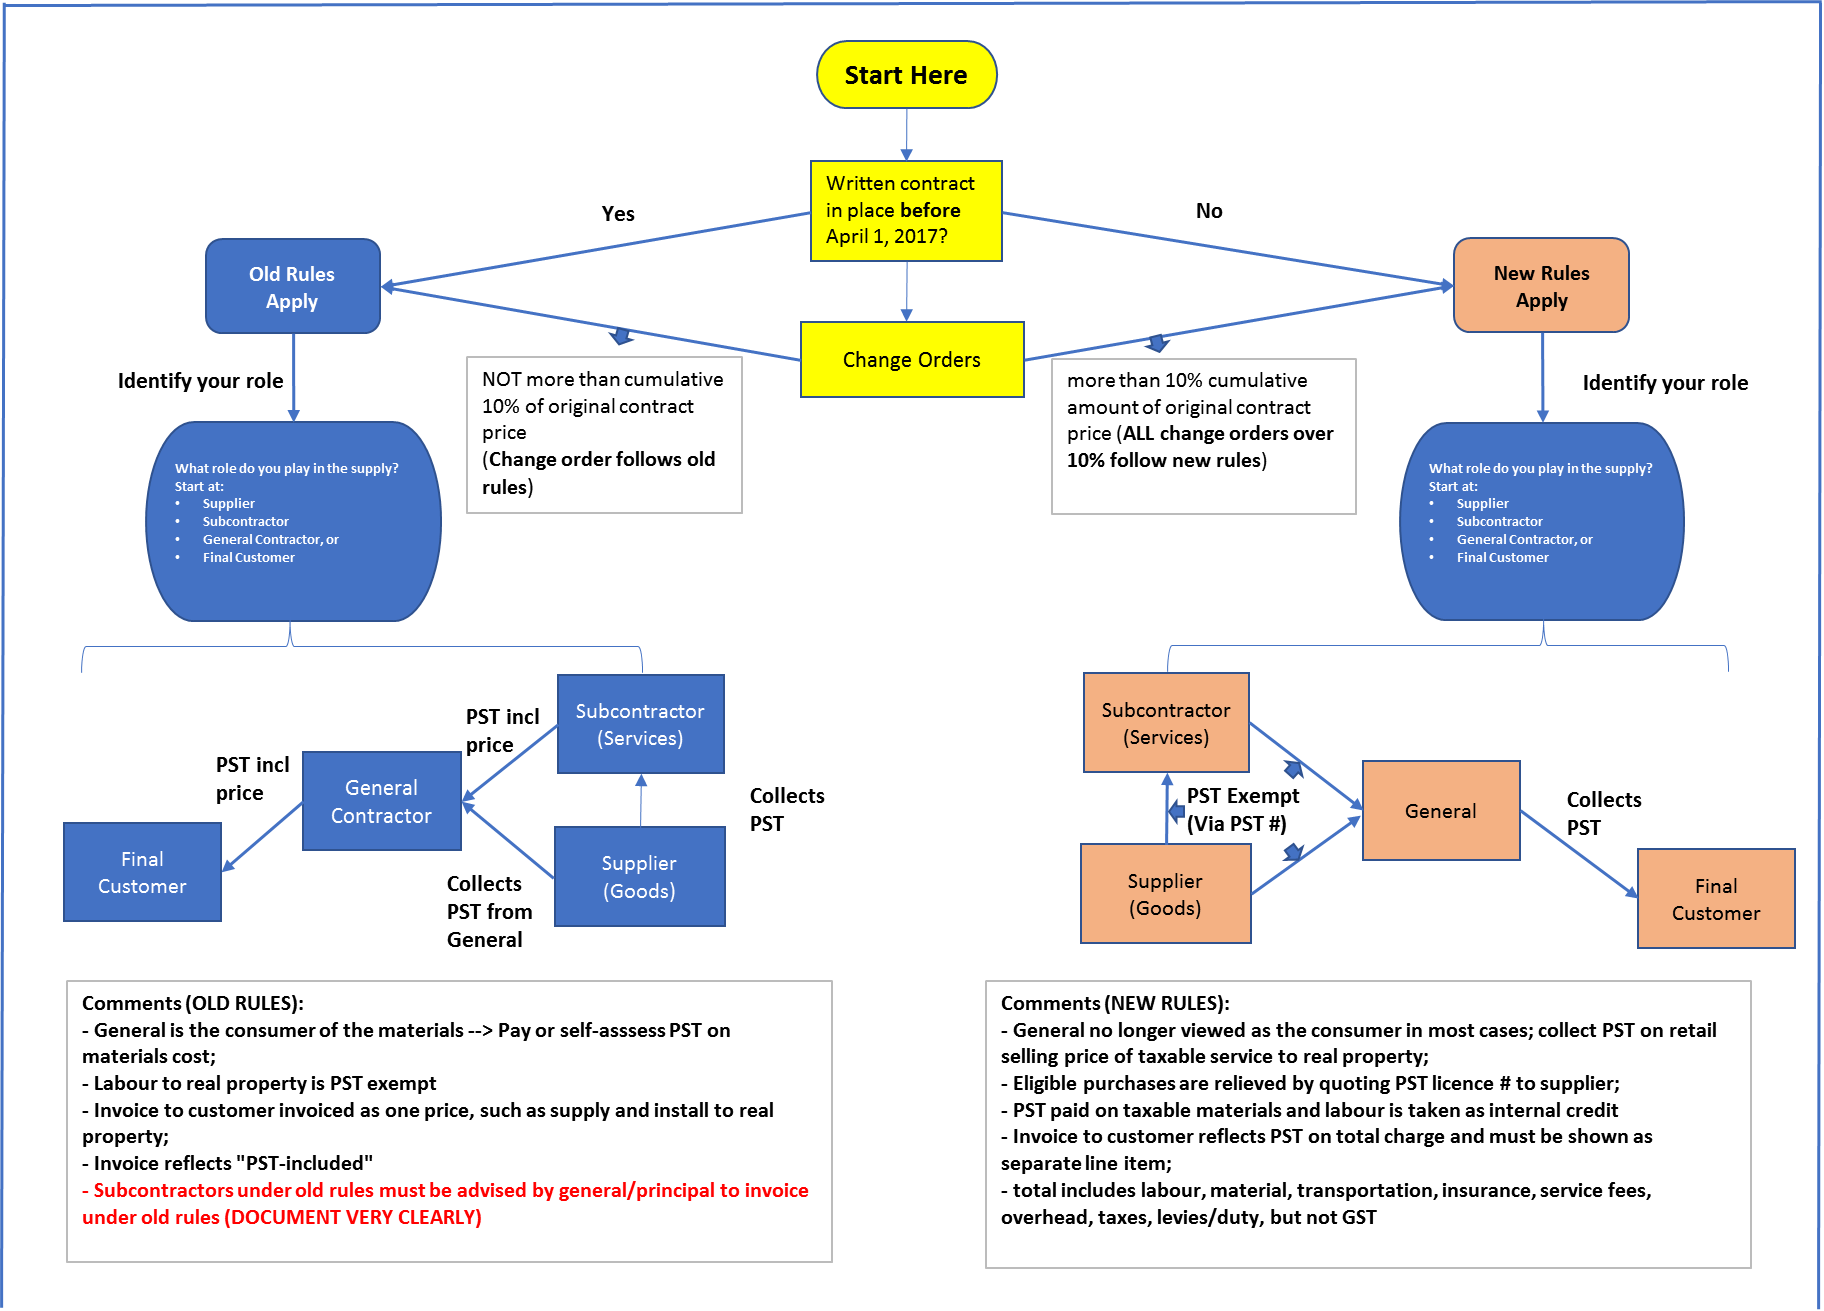 Start Here
Written contract
in place before
April 1, 2017?
Yes
No
Old Rules
Apply
New Rules
Apply
Change Orders
Identify your role
Identify your role
NOT more than cumulative
10% of original contract
price
(Change order follows old
rules)
more than 10% cumulative
amount of original contract
price (ALL change orders over
10% follow new rules)
What role do you play in the supply?
Start at:
• Supplier
• Subcontractor
• General Contractor, or
• Final Customer
What role do you play in the supply?
Start at:
• Supplier
• Subcontractor
• General Contractor, or
• Final Customer
Subcontractor
(Services)
PST incl
price
PST incl
price
General
Contractor
Collects
PST
Final
Customer
Supplier
(Goods)
Collects
PST from
General
Subcontractor
(Services)
PST Exempt
(Via PST #)
General
Collects
PST
Supplier
(Goods)
Final
Customer
Comments (OLD RULES):
- General is the consumer of the materials --> Pay or self-asssess PST on
materials cost;
- Labour to real property is PST exempt
- Invoice to customer invoiced as one price, such as supply and install to real
property;
- Invoice reflects "PST-included"
- Subcontractors under old rules must be advised by general/principal to invoice
under old rules (DOCUMENT VERY CLEARLY)
Comments (NEW RULES):
- General no longer viewed as the consumer in most cases; collect PST on retail
selling price of taxable service to real property;
- Eligible purchases are relieved by quoting PST licence # to supplier;
- PST paid on taxable materials and labour is taken as internal credit
- Invoice to customer reflects PST on total charge and must be shown as
separate line item;
- total includes labour, material, transportation, insurance, service fees,
overhead, taxes, levies/duty, but not GST